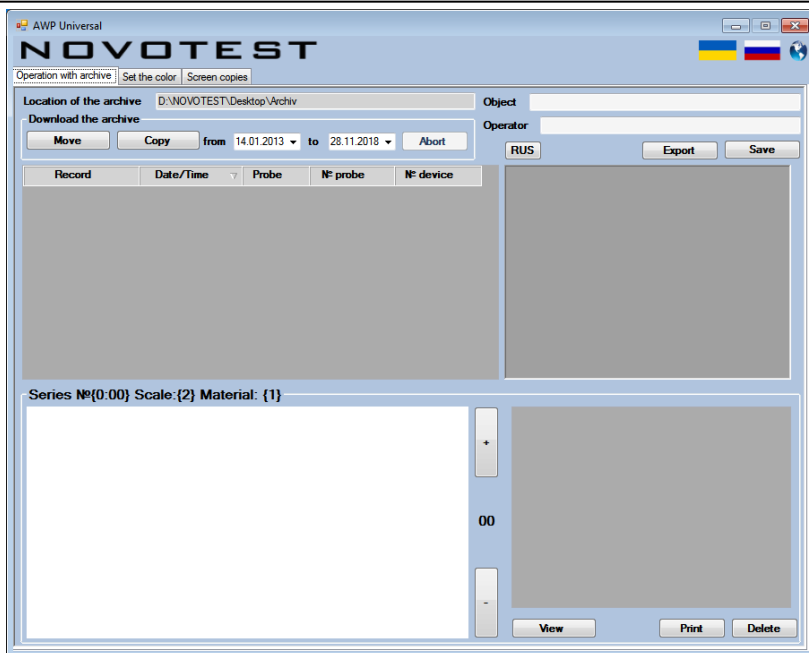 AWP Universal
NOVOTEST
Operation with archive Set the color Screen copies
Location of the archive D:\NOVOTEST\Desktop\Archiv Object
Download the archive Operator
Move Copy from 14.01.2013 to 28.11.2018 Abort
RUS Export Save
Record Date/Time Probe № probe № device
Series №{0:00} Scale:{2} Material: {1}
+
00
-
View Print Delete